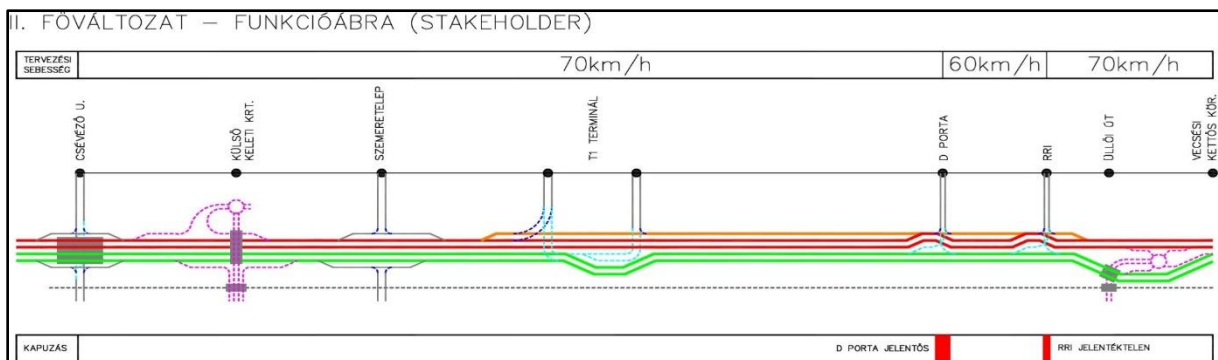 II. FŐVÁLTOZAT – FUNKCIÓÁBRA (STAKEHOLDER)
TERVEZÉSI
SEBESSÉG
70km/h
60km/h
70km/h
CSÉVÉZŐ U.
KÜLSŐ
KELETI KRT.
SZEMERETELEP
T1 TERMINÁL
D PORTA
RRI
ÜLLŐI ÚT
VECSÉSI
KETTŐS KÖR.
KAPUZÁS
D PORTA JELENTŐS
RRI JELENTÉKTELEN